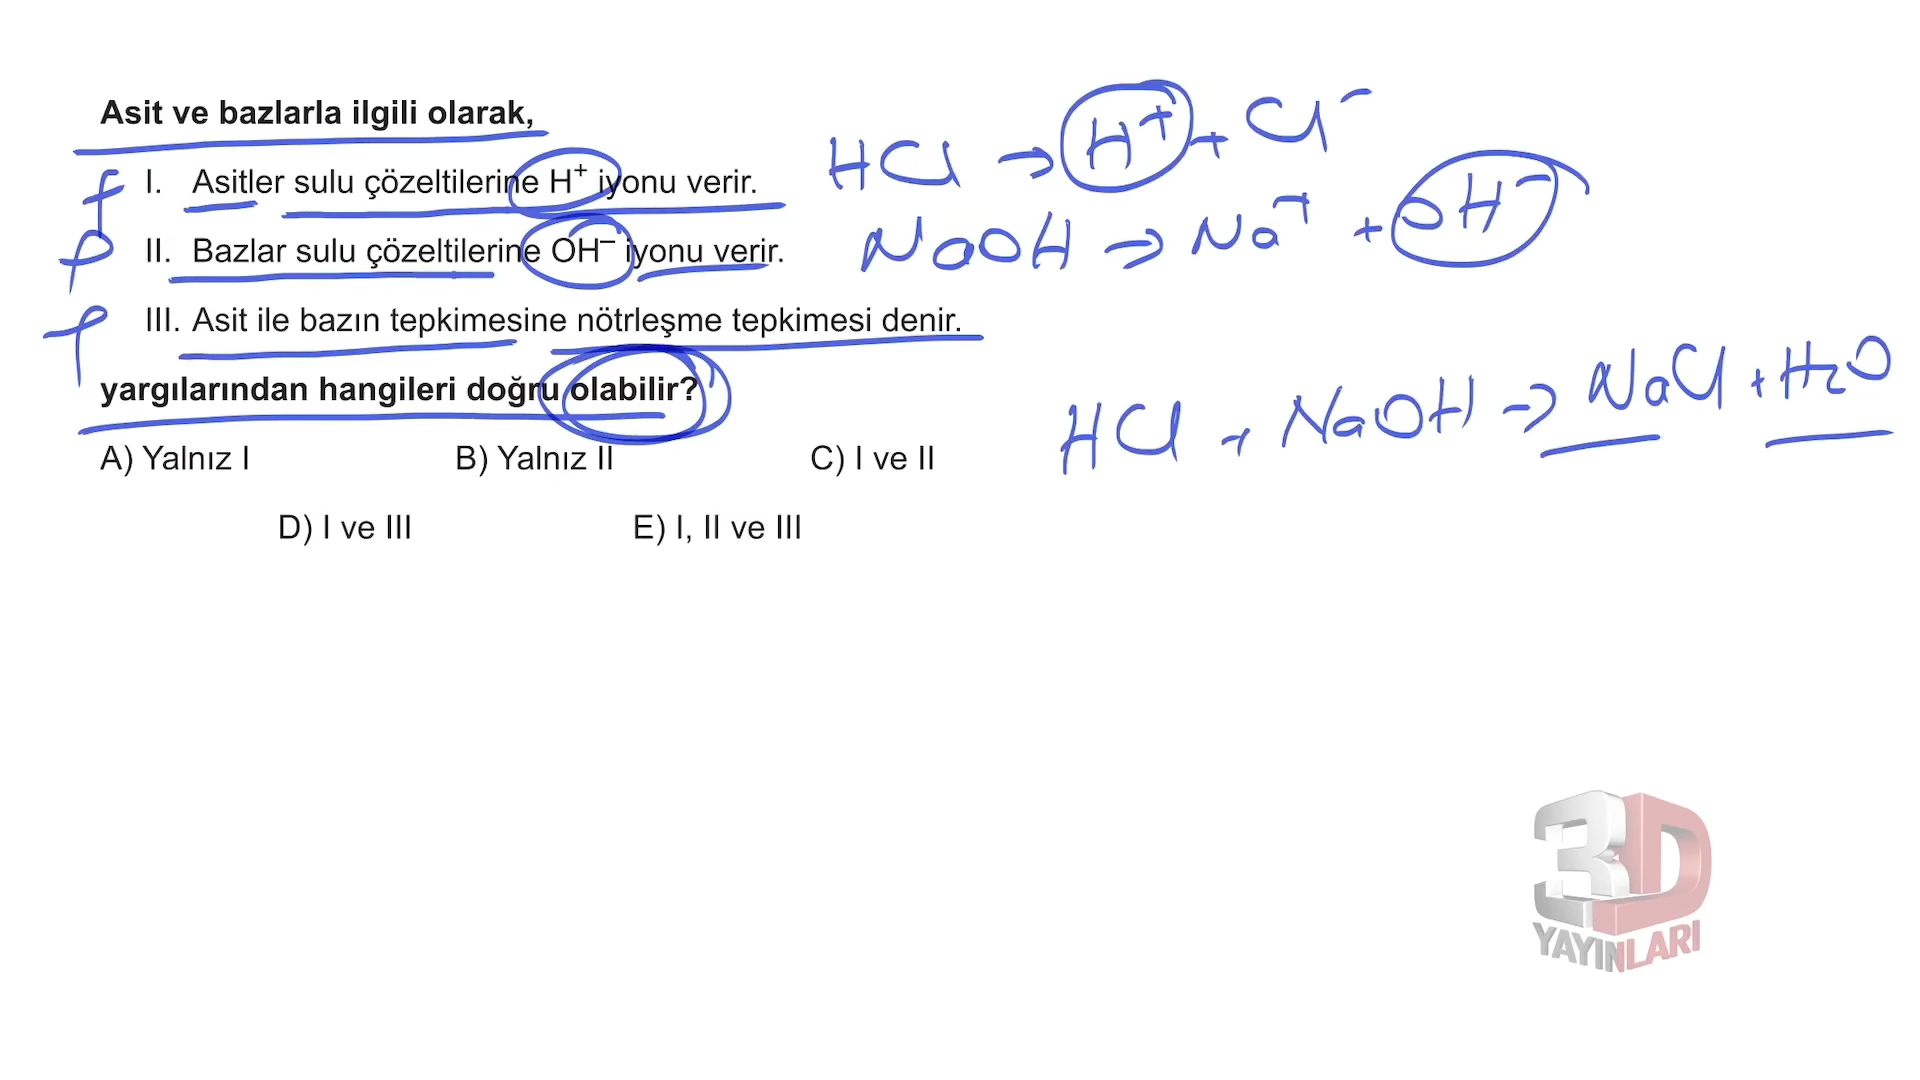 Asit ve bazlarla ilgili olarak,
I. Asitler sulu çözeltilerine H⁺ iyonu verir.
II. Bazlar sulu çözeltilerine OH⁻ iyonu verir.
III. Asit ile bazın tepkimesine nötrleşme tepkimesi denir.
yargılarından hangileri doğru olabilir?
A) Yalnız I B) Yalnız II C) I ve II
D) I ve III E) I, II ve III
HCl → H⁺ + Cl⁻
NaOH → Na⁺ + OH⁻
HCl + NaOH → NaCl + H₂O
3D
YAYINLARI